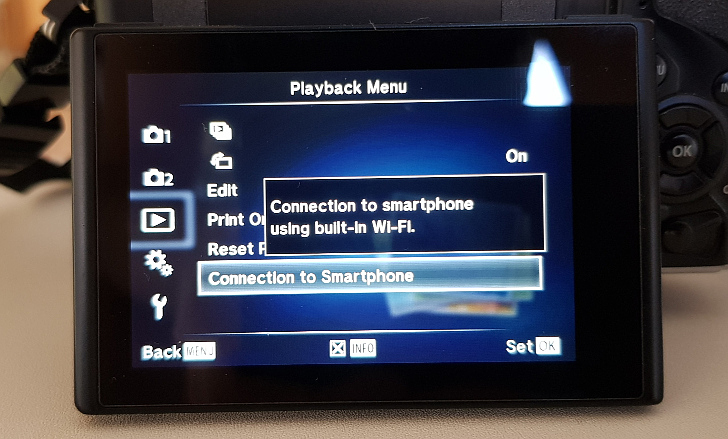 Playback Menu
1
2
On
Edit
Connection to smartphone
using built-in Wi-Fi.
Print Or
Reset P
Connection to Smartphone
Back MENU
INFO
Set OK
OK